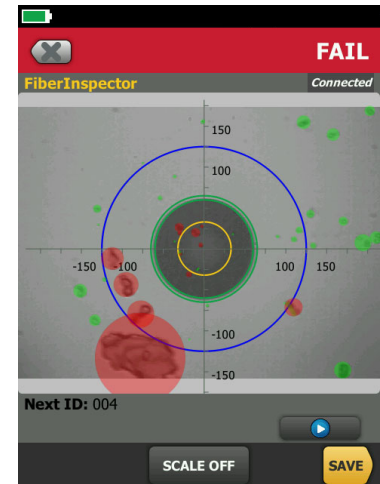 FAIL
FiberInspector Connected
150
100
-150 -100 100 150
-100
-150
Next ID: 004
SCALE OFF SAVE